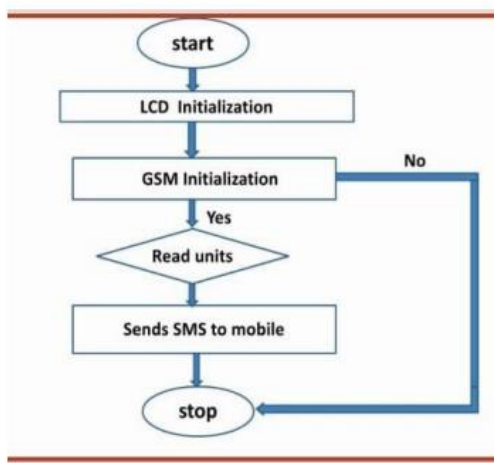 start
LCD Initialization
GSM Initialization
No
Yes
Read units
Sends SMS to mobile
stop